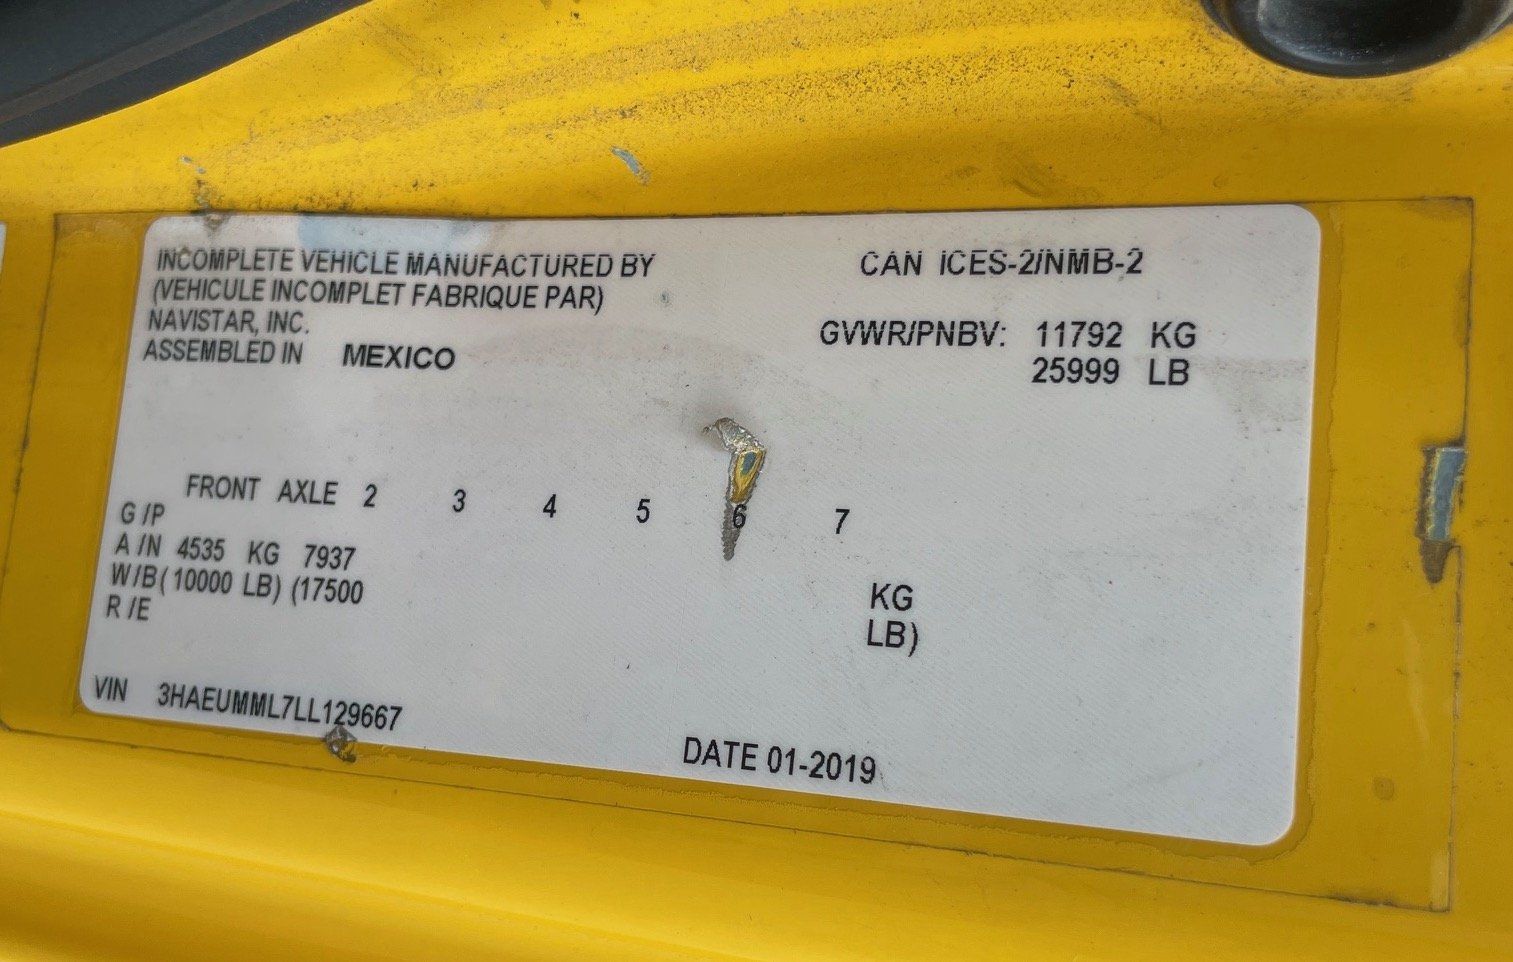 INCOMPLETE VEHICLE MANUFACTURED BY
(VEHICULE INCOMPLET FABRIQUE PAR)
NAVISTAR, INC.
ASSEMBLED IN MEXICO
CAN ICES-2/NMB-2
GVWR/PNBV: 11792 KG
25999 LB
FRONT AXLE 2 3 4 5 6 7
G /P
A /N 4535 KG 7937 KG
W/B ( 10000 LB) (17500 LB)
R /E
VIN 3HAEUMML7LL129667
DATE 01-2019